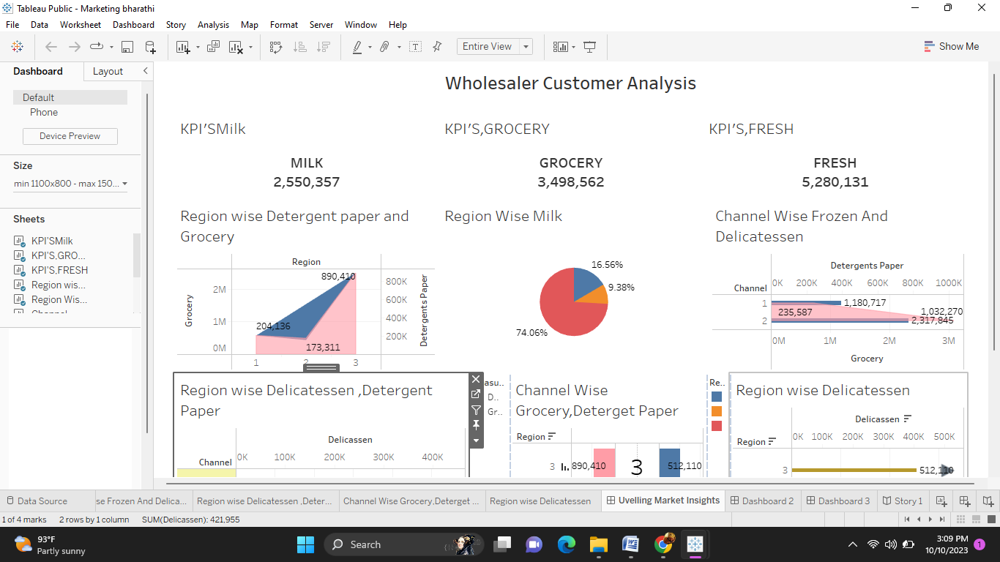 Tableau Public - Marketing bharathi
File Data Worksheet Dashboard Story Analysis Map Format Server Window Help
Entire View
Show Me
Dashboard Layout
Default
Phone
Device Preview
Size
min 1100x800 - max 150...
Sheets
KPI'SMilk
KPI'S,GRO...
KPI'S,FRESH
Region wis...
Region Wis...
Wholesaler Customer Analysis
KPI'SMilk
MILK
2,550,357
KPI'S,GROCERY
GROCERY
3,498,562
KPI'S,FRESH
FRESH
5,280,131
Region wise Detergent paper and
Grocery
Region
Grocery
2M
1M
0M
890,410
204,136
173,311
800K
600K
400K
200K
Detergents Paper
1 2 3
Region Wise Milk
16.56%
9.38%
74.06%
Channel Wise Frozen And
Delicatessen
Detergents Paper
0K 200K 400K 600K 800K 1000K
Channel
1 1,180,717
235,587 1,032,270
2 2,317,845
0M 1M 2M 3M
Grocery
Region wise Delicatessen ,Detergent
Paper
Delicassen
0K 100K 200K 300K 400K
Channel
asu..
D..
Gr..
Channel Wise
Grocery,Deterget Paper
Region
3 890,410 3 512,110
Re..
Region wise Delicatessen
Delicassen
0K 100K 200K 300K 400K 500K
Region
3 512,110
Data Source se Frozen And Delica... Region wise Delicatessen ,Deter... Channel Wise Grocery,Deterget ... Region wise Delicatessen Uvelling Market Insights Dashboard 2 Dashboard 3 Story 1
1 of 4 marks 2 rows by 1 column SUM(Delicassen): 421,955
93°F
Partly sunny
Search
3:09 PM
10/10/2023
1